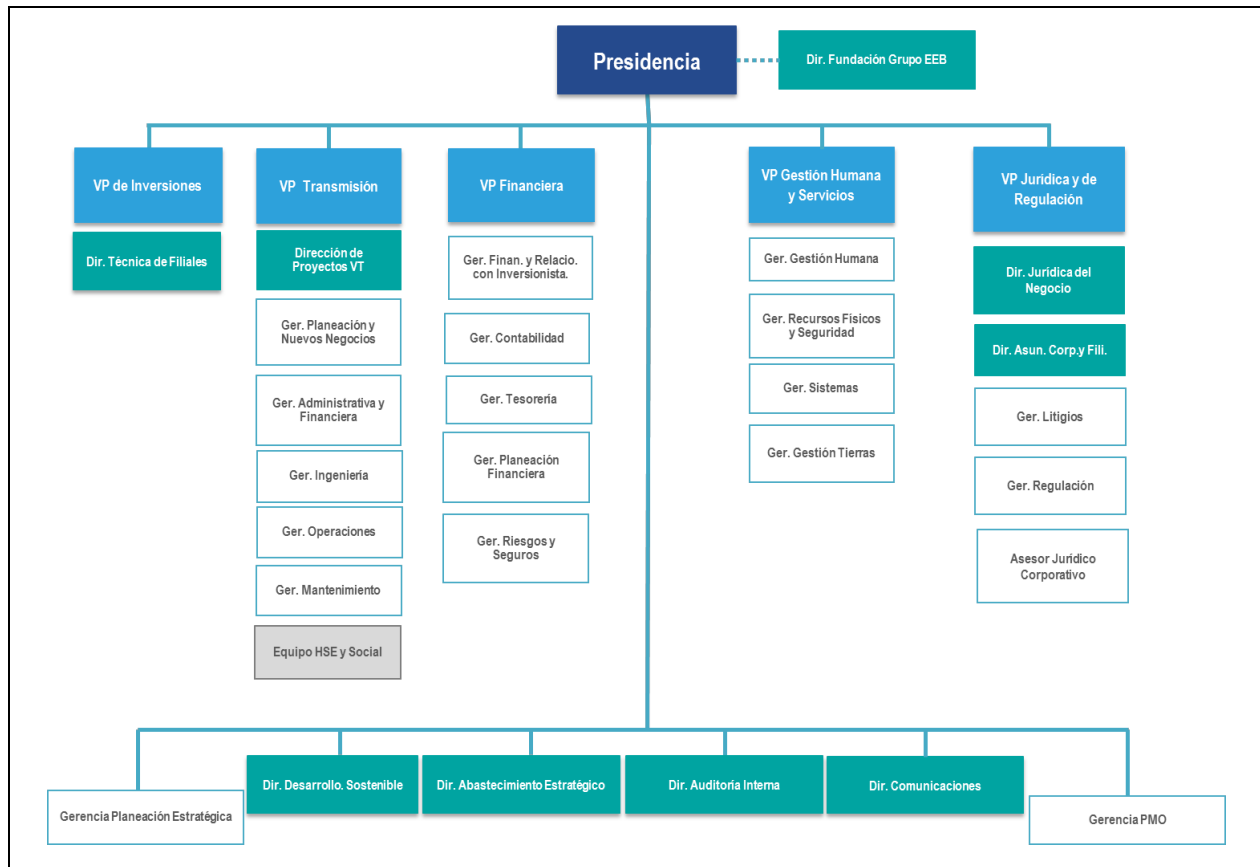 Presidencia
Dir. Fundación Grupo EEB
VP de Inversiones
Dir. Técnica de Filiales
VP Transmisión
Dirección de
Proyectos VT
Ger. Planeación y
Nuevos Negocios
Ger. Administrativa y
Financiera
Ger. Ingeniería
Ger. Operaciones
Ger. Mantenimiento
Equipo HSE y Social
VP Financiera
Ger. Finan. y Relacio.
con Inversionista.
Ger. Contabilidad
Ger. Tesorería
Ger. Planeación
Financiera
Ger. Riesgos y
Seguros
VP Gestión Humana
y Servicios
Ger. Gestión Humana
Ger. Recursos Físicos
y Seguridad
Ger. Sistemas
Ger. Gestión Tierras
VP Jurídica y de
Regulación
Dir. Jurídica del
Negocio
Dir. Asun. Corp.y Fili.
Ger. Litigios
Ger. Regulación
Asesor Jurídico
Corporativo
Gerencia Planeación Estratégica
Dir. Desarrollo. Sostenible
Dir. Abastecimiento Estratégico
Dir. Auditoría Interna
Dir. Comunicaciones
Gerencia PMO